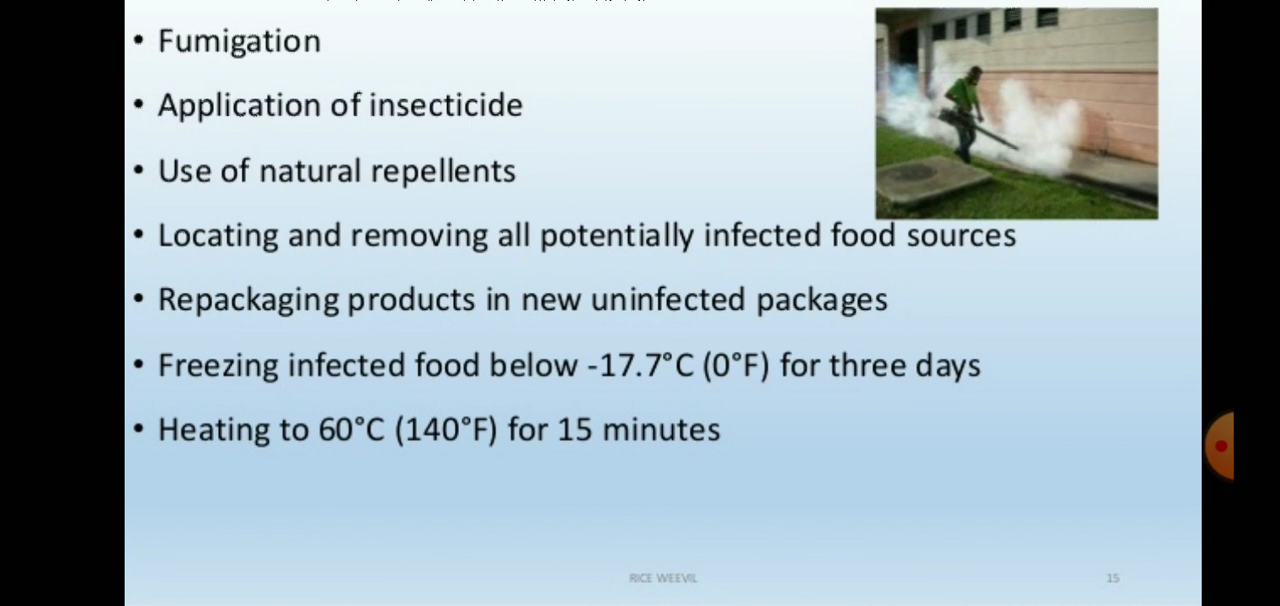 • Fumigation
• Application of insecticide
• Use of natural repellents
• Locating and removing all potentially infected food sources
• Repackaging products in new uninfected packages
• Freezing infected food below -17.7°C (0°F) for three days
• Heating to 60°C (140°F) for 15 minutes
RICE WEEVIL
15